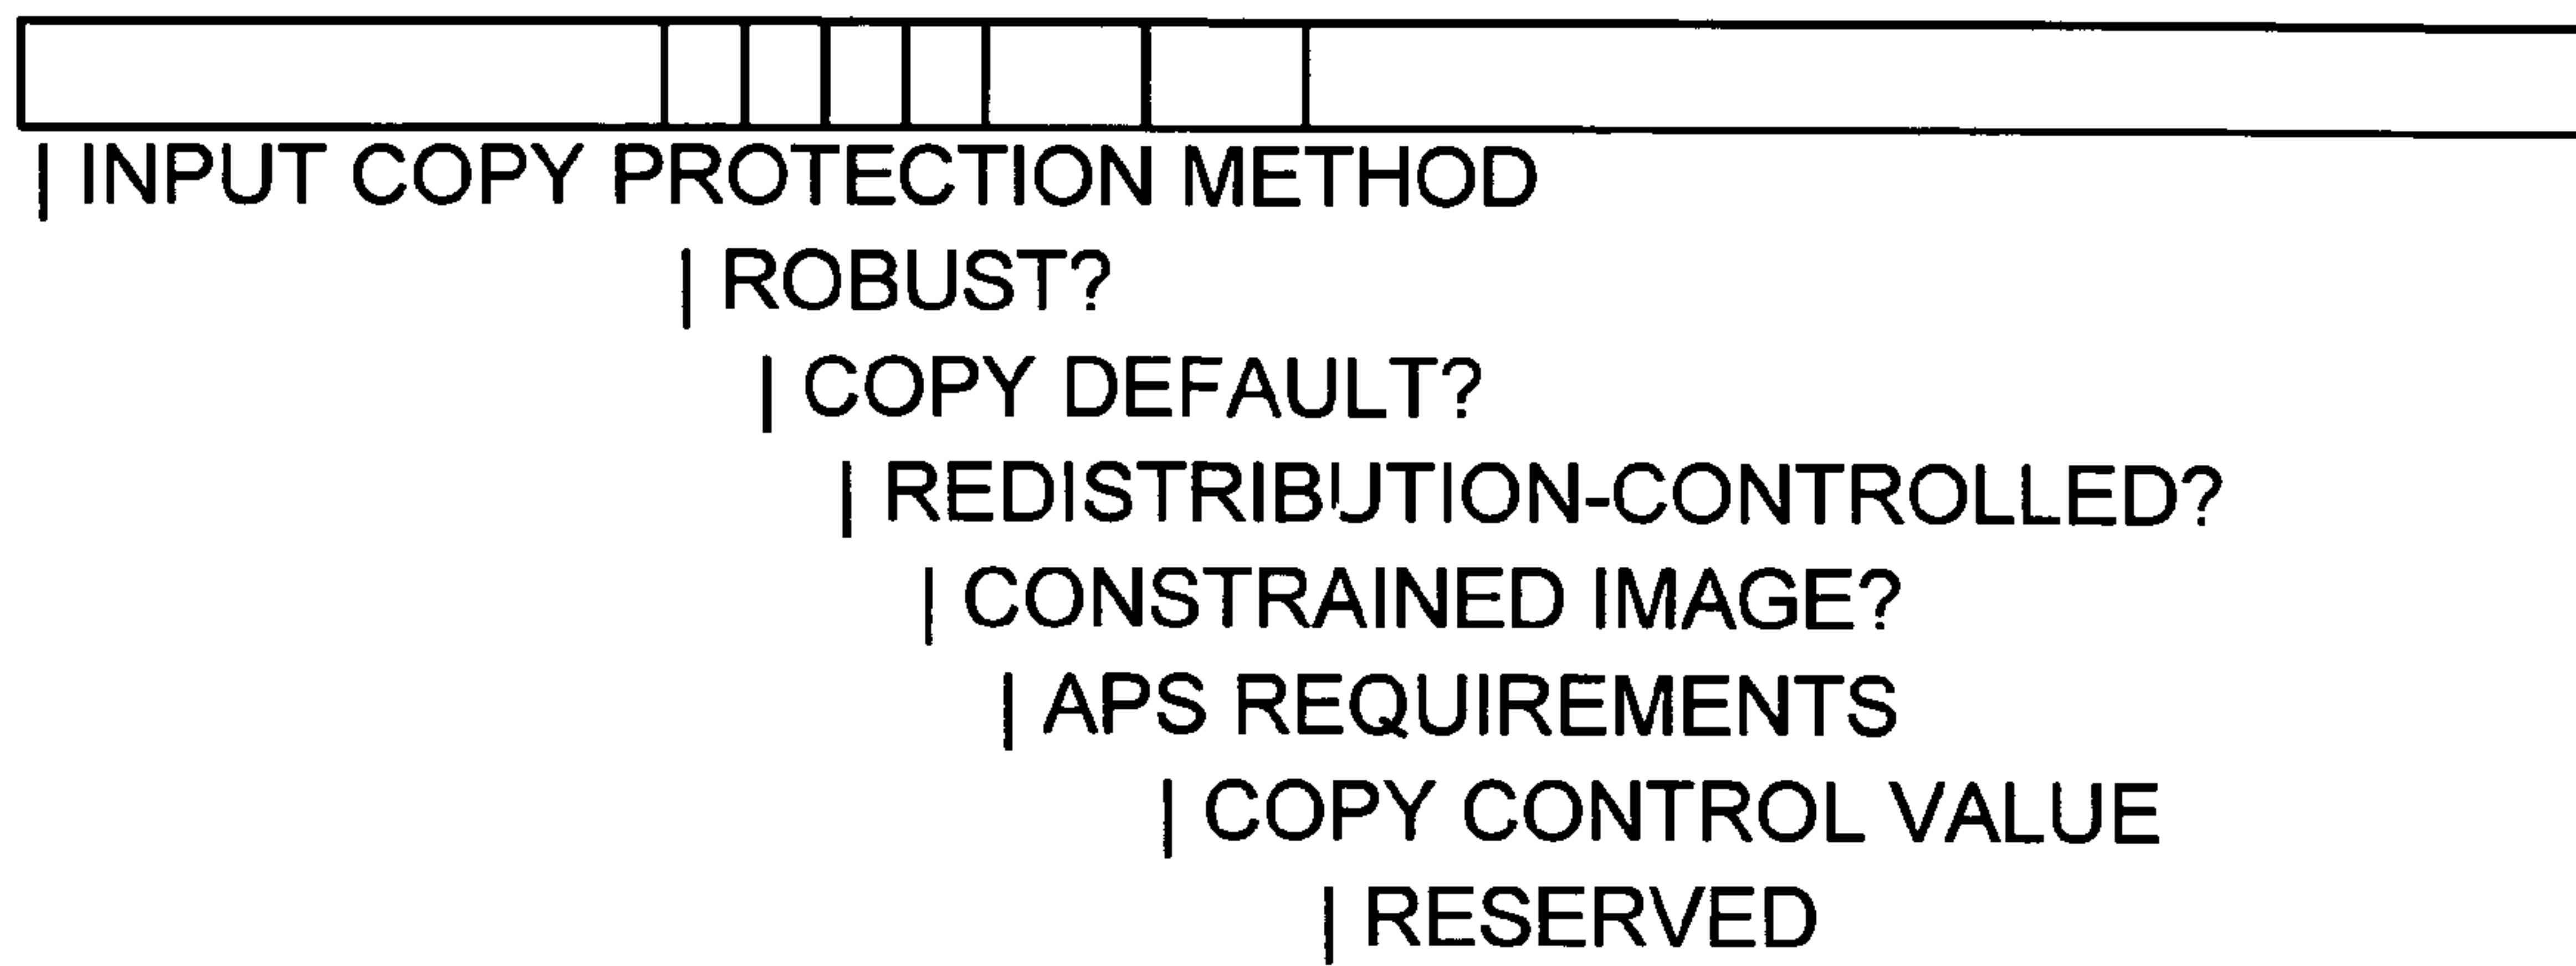 | INPUT COPY PROTECTION METHOD
| ROBUST?
| COPY DEFAULT?
| REDISTRIBUTION-CONTROLLED?
| CONSTRAINED IMAGE?
| APS REQUIREMENTS
| COPY CONTROL VALUE
| RESERVED